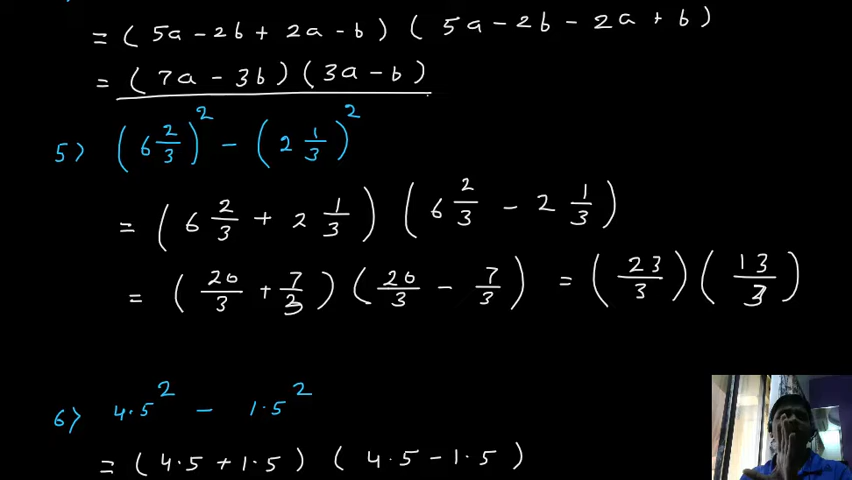 = ( 5a - 2b + 2a - b ) ( 5a - 2b - 2a + b )
= ( 7a - 3b ) ( 3a - b )
5) ( 6 2/3 )² - ( 2 1/3 )²
= ( 6 2/3 + 2 1/3 ) ( 6 2/3 - 2 1/3 )
= ( 20/3 + 7/3 ) ( 20/3 - 7/3 ) = ( 23/3 ) ( 13/3 )
6) 4.5² - 1.5²
= ( 4.5 + 1.5 ) ( 4.5 - 1.5 )